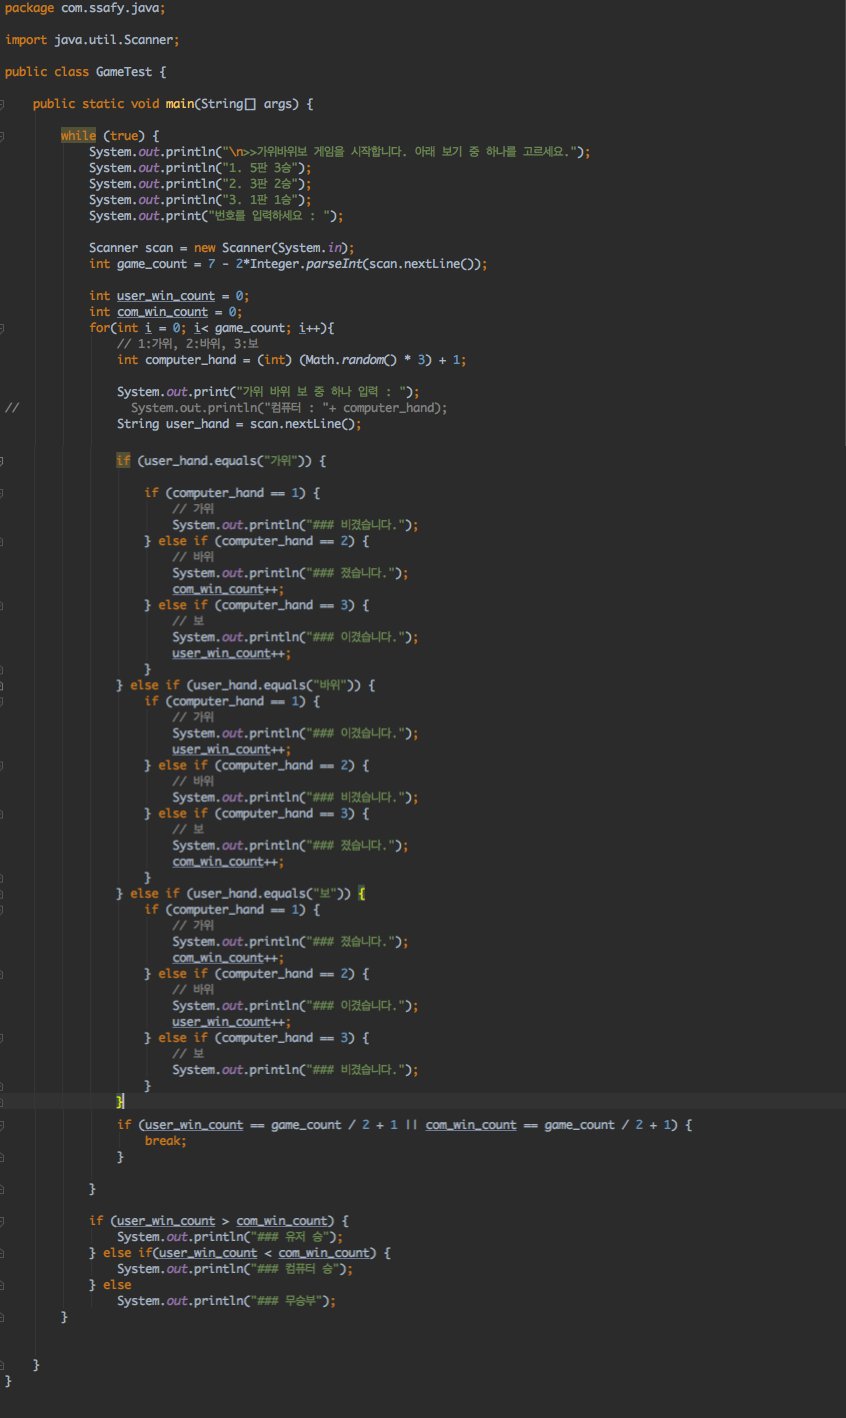 package com.ssafy.java;
import java.util.Scanner;
public class GameTest {
public static void main(String[] args) {
while (true) {
System.out.println("\n>>가위바위보 게임을 시작합니다. 아래 보기 중 하나를 고르세요.");
System.out.println("1. 5판 3승");
System.out.println("2. 3판 2승");
System.out.println("3. 1판 1승");
System.out.print("번호를 입력하세요 : ");
Scanner scan = new Scanner(System.in);
int game_count = 7 - 2*Integer.parseInt(scan.nextLine());
int user_win_count = 0;
int com_win_count = 0;
for(int i = 0; i< game_count; i++){
// 1:가위, 2:바위, 3:보
int computer_hand = (int) (Math.random() * 3) + 1;
System.out.print("가위 바위 보 중 하나 입력 : ");
// System.out.println("컴퓨터 : "+ computer_hand);
String user_hand = scan.nextLine();
if (user_hand.equals("가위")) {
if (computer_hand == 1) {
// 가위
System.out.println("### 비겼습니다.");
} else if (computer_hand == 2) {
// 바위
System.out.println("### 졌습니다.");
com_win_count++;
} else if (computer_hand == 3) {
// 보
System.out.println("### 이겼습니다.");
user_win_count++;
}
} else if (user_hand.equals("바위")) {
if (computer_hand == 1) {
// 가위
System.out.println("### 이겼습니다.");
user_win_count++;
} else if (computer_hand == 2) {
// 바위
System.out.println("### 비겼습니다.");
} else if (computer_hand == 3) {
// 보
System.out.println("### 졌습니다.");
com_win_count++;
}
} else if (user_hand.equals("보")) {
if (computer_hand == 1) {
// 가위
System.out.println("### 졌습니다.");
com_win_count++;
} else if (computer_hand == 2) {
// 바위
System.out.println("### 이겼습니다.");
user_win_count++;
} else if (computer_hand == 3) {
// 보
System.out.println("### 비겼습니다.");
}
}
if (user_win_count == game_count / 2 + 1 || com_win_count == game_count / 2 + 1) {
break;
}
}
if (user_win_count > com_win_count) {
System.out.println("### 유저 승");
} else if(user_win_count < com_win_count) {
System.out.println("### 컴퓨터 승");
} else
System.out.println("### 무승부");
}
}
}